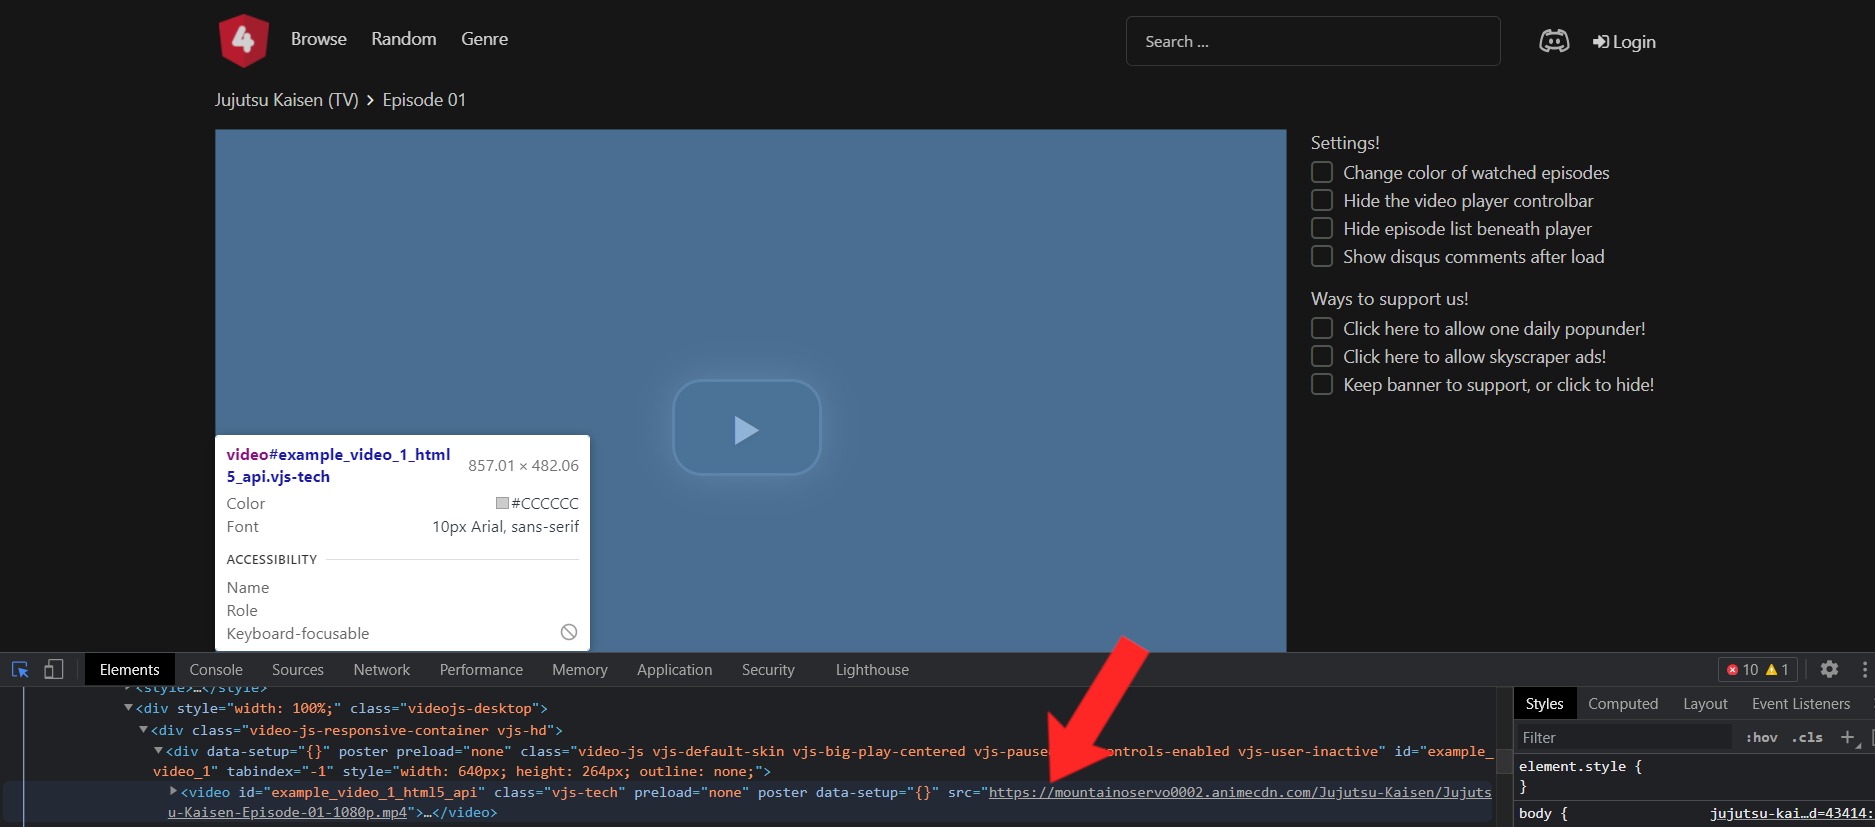 4 Browse Random Genre Search ... Login
Jujutsu Kaisen (TV) > Episode 01
Settings!
Change color of watched episodes
Hide the video player controlbar
Hide episode list beneath player
Show disqus comments after load
Ways to support us!
Click here to allow one daily popunder!
Click here to allow skyscraper ads!
Keep banner to support, or click to hide!
video#example_video_1_html
5_api.vjs-tech
857.01 × 482.06
Color #CCCCCC
Font 10px Arial, sans-serif
ACCESSIBILITY
Name
Role
Keyboard-focusable
Elements Console Sources Network Performance Memory Application Security Lighthouse 10 1
<style>…</style>
<div style="width: 100%;" class="videojs-desktop">
<div class="video-js-responsive-container vjs-hd">
<div data-setup="{}" poster preload="none" class="video-js vjs-default-skin vjs-big-play-centered vjs-pause ontrols-enabled vjs-user-inactive" id="example_
video_1" tabindex="-1" style="width: 640px; height: 264px; outline: none;">
<video id="example_video_1_html5_api" class="vjs-tech" preload="none" poster data-setup="{}" src="https://mountainoservo0002.animecdn.com/Jujutsu-Kaisen/Jujuts
u-Kaisen-Episode-01-1080p.mp4">…</video>
Styles Computed Layout Event Listeners
Filter :hov .cls +
element.style {
}
body { jujutsu-kai…d=43414: